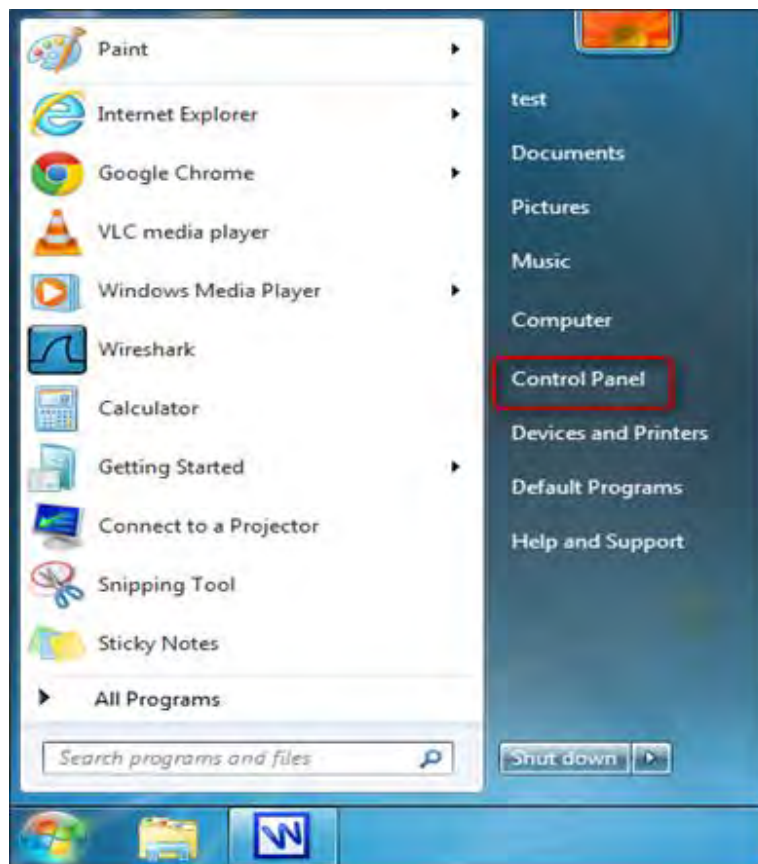 Paint
Internet Explorer
Google Chrome
VLC media player
Windows Media Player
Wireshark
Calculator
Getting Started
Connect to a Projector
Snipping Tool
Sticky Notes
All Programs
Search programs and files
test
Documents
Pictures
Music
Computer
Control Panel
Devices and Printers
Default Programs
Help and Support
Shut down
W